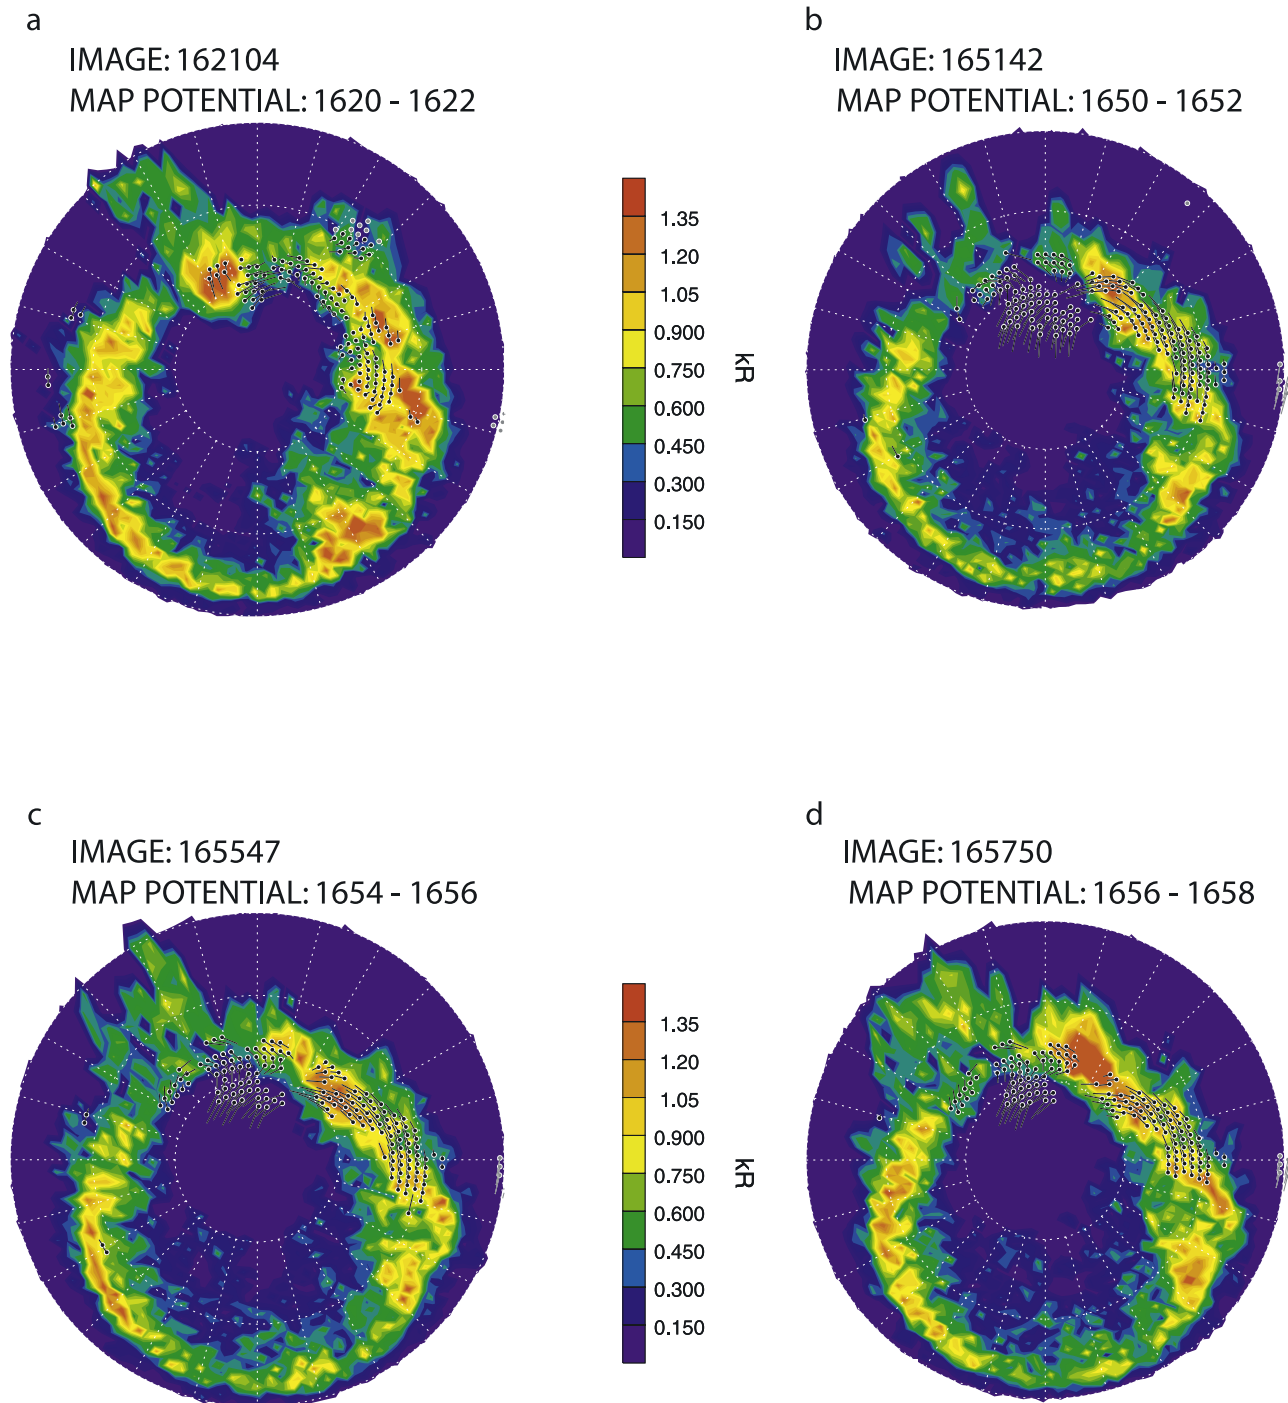 a
IMAGE: 162104
MAP POTENTIAL: 1620 - 1622
b
IMAGE: 165142
MAP POTENTIAL: 1650 - 1652
1.35
1.20
1.05
0.900
0.750
0.600
0.450
0.300
0.150
kR
c
IMAGE: 165547
MAP POTENTIAL: 1654 - 1656
d
IMAGE: 165750
MAP POTENTIAL: 1656 - 1658
1.35
1.20
1.05
0.900
0.750
0.600
0.450
0.300
0.150
kR